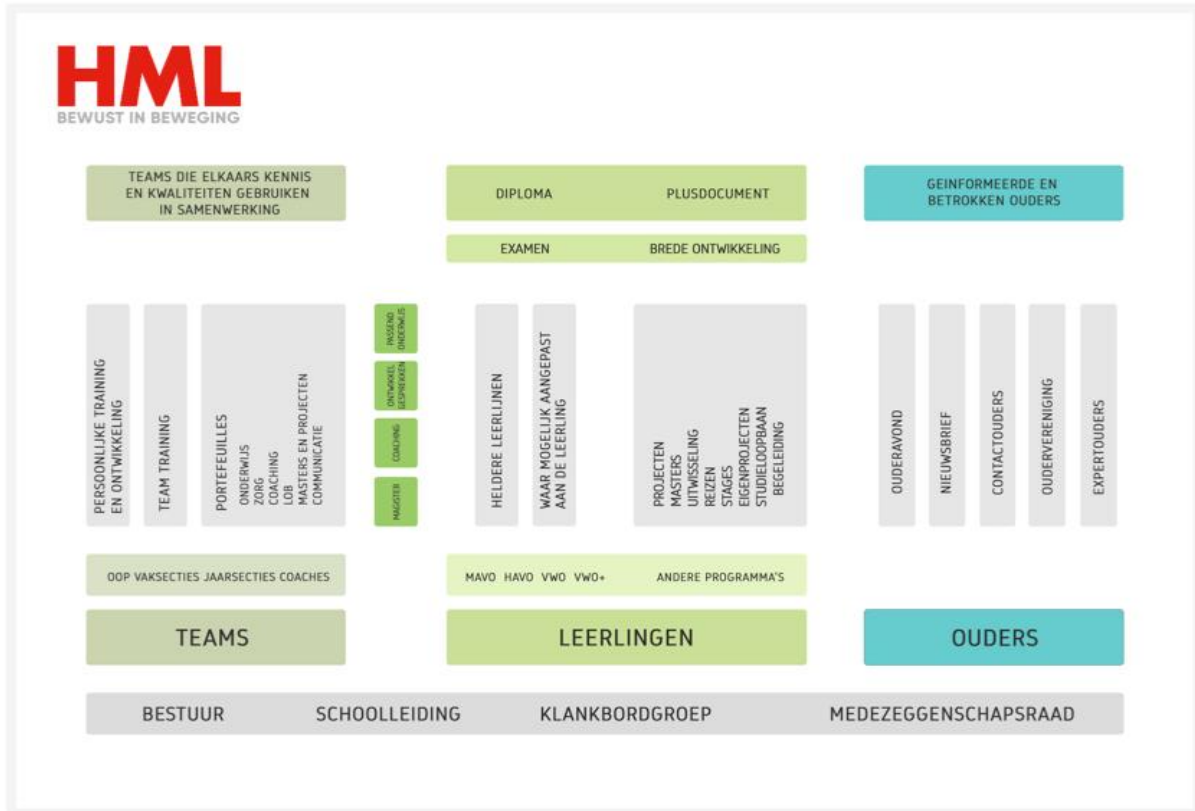 HML
BEWUST IN BEWEGING
TEAMS DIE ELKAARS KENNIS
EN KWALITEITEN GEBRUIKEN
IN SAMENWERKING
DIPLOMA
PLUSDOCUMENT
GEINFORMEERDE EN
BETROKKEN OUDERS
EXAMEN
BREDE ONTWIKKELING
PERSOONLIJKE TRAINING
EN ONTWIKKELING
TEAM TRAINING
PORTEFEUILLES
ONDERWIJS
ZORG
COACHING
LOB
MASTERS EN PROJECTEN
COMMUNICATIE
PASSEND
ONDERWIJS
ONTWIKKEL
GESPREKKEN
COACHING
MAGISTER
HELDERE LEERLIJNEN
WAAR MOGELIJK AANGEPAST
AAN DE LEERLING
PROJECTEN
MASTERS
UITWISSELING
REIZEN
STAGES
EIGENPROJECTEN
STUDIELOOPBAAN
BEGELEIDING
OUDERAVOND
NIEUWSBRIEF
CONTACTOUDERS
OUDERVERENIGING
EXPERTOUDERS
OOP VAKSECTIES JAARSECTIES COACHES
MAVO HAVO VWO VWO+
ANDERE PROGRAMMA'S
TEAMS
LEERLINGEN
OUDERS
BESTUUR
SCHOOLLEIDING
KLANKBORDGROEP
MEDEZEGGENSCHAPSRAAD